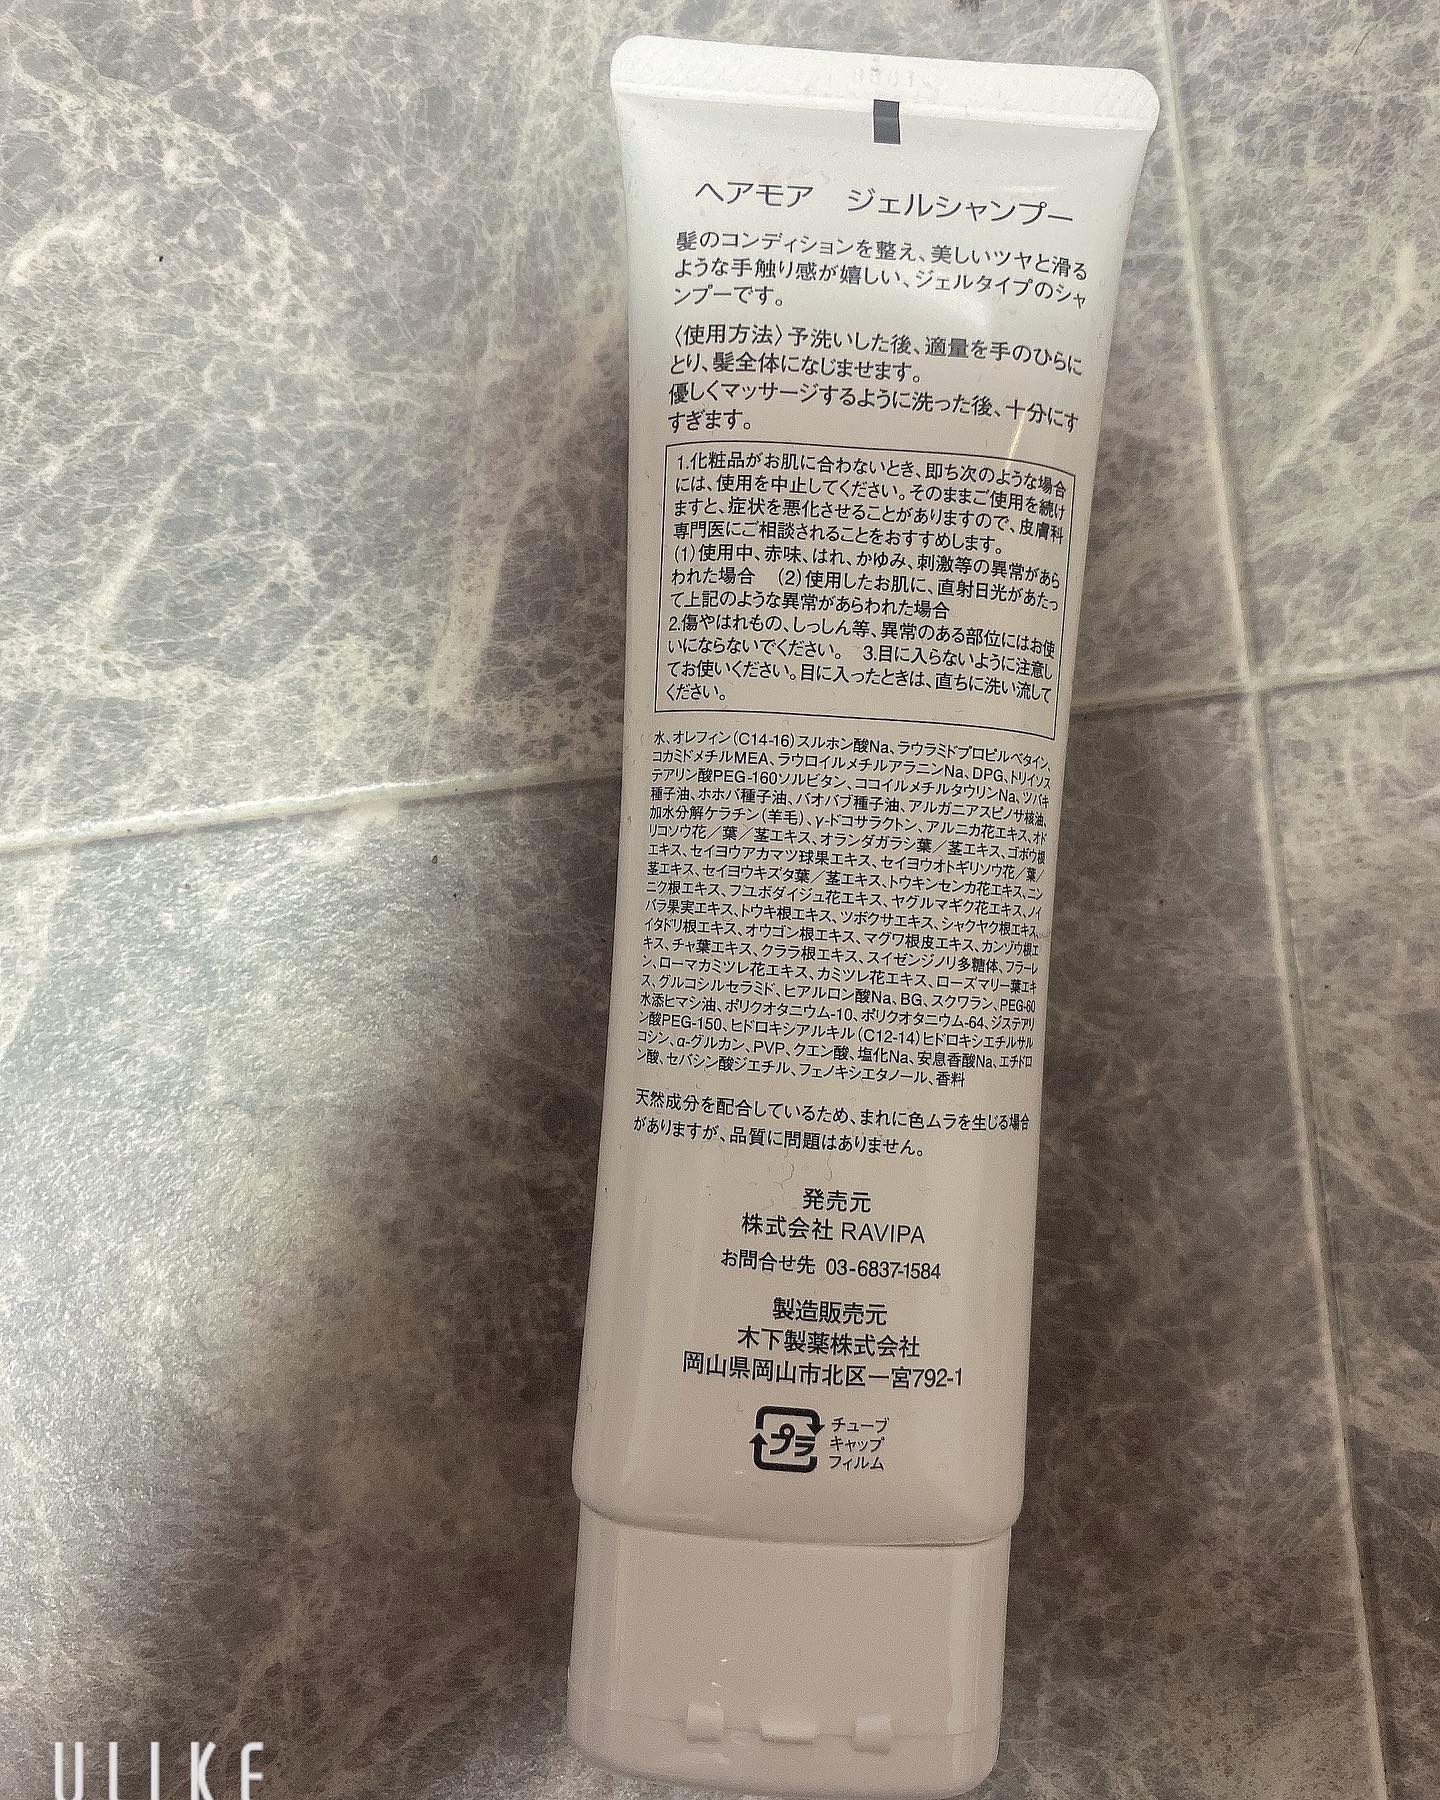 ヘアモア　ジェルシャンプー
髪のコンディションを整え、美しいツヤと滑る
ような手触り感が嬉しい、ジェルタイプのシャ
ンプーです。
〈使用方法〉予洗いした後、適量を手のひらに
とり、髪全体になじませます。
優しくマッサージするように洗った後、十分にす
すぎます。
1.化粧品がお肌に合わないとき、即ち次のような場合
には、使用を中止してください。そのままご使用を続け
ますと、症状を悪化させることがありますので、皮膚科
専門医にご相談されることをおすすめします。
(1)使用中、赤味、はれ、かゆみ、刺激等の異常があら
われた場合　(2)使用したお肌に、直射日光があたっ
て上記のような異常があらわれた場合
2.傷やはれもの、しっしん等、異常のある部位にはお使
いにならないでください。　3.目に入らないように注意し
てお使いください。目に入ったときは、直ちに洗い流して
ください。
水、オレフィン(C14-16)スルホン酸Na、ラウラミドプロピルベタイン、
コカミドメチルMEA、ラウロイルメチルアラニンNa、DPG、トリイソス
テアリン酸PEG-160ソルビタン、ココイルメチルタウリンNa、ツバキ
種子油、ホホバ種子油、バオバブ種子油、アルガニアスピノサ核油、
加水分解ケラチン(羊毛)、γ-ドコサラクトン、アルニカ花エキス、オド
リコソウ花／葉／茎エキス、オランダガラシ葉／茎エキス、ゴボウ根
エキス、セイヨウアカマツ球果エキス、セイヨウオトギリソウ花／葉／
茎エキス、セイヨウキズタ葉／茎エキス、トウキンセンカ花エキス、ニン
ニク根エキス、フユボダイジュ花エキス、ヤグルマギク花エキス、ノイ
バラ果実エキス、トウキ根エキス、ツボクサエキス、シャクヤク根エキス、
イタドリ根エキス、オウゴン根エキス、マグワ根皮エキス、カンゾウ根エ
キス、チャ葉エキス、クララ根エキス、スイゼンジノリ多糖体、フラーレ
ン、ローマカミツレ花エキス、カミツレ花エキス、ローズマリー葉エキ
ス、グルコシルセラミド、ヒアルロン酸Na、BG、スクワラン、PEG-60
水添ヒマシ油、ポリクオタニウム-10、ポリクオタニウム-64、ジステアリ
ン酸PEG-150、ヒドロキシアルキル(C12-14)ヒドロキシエチルサル
コシン、α-グルカン、PVP、クエン酸、塩化Na、安息香酸Na、エチドロ
ン酸、セバシン酸ジエチル、フェノキシエタノール、香料
天然成分を配合しているため、まれに色ムラを生じる場合
がありますが、品質に問題はありません。
発売元
株式会社 RAVIPA
お問合せ先 03-6837-1584
製造販売元
木下製薬株式会社
岡山県岡山市北区一宮792-1
プラ
チューブ
キャップ
フィルム
ULIKE